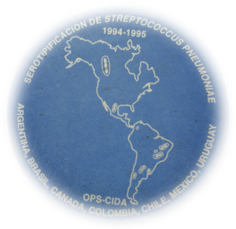 SEROTIPIFICACION DE STREPTOCOCCUS PNEUMONIAE
1994-1995
OPS-CIDA
ARGENTINA, BRASIL, CANADA, COLOMBIA, CHILE, MEXICO, URUGUAY